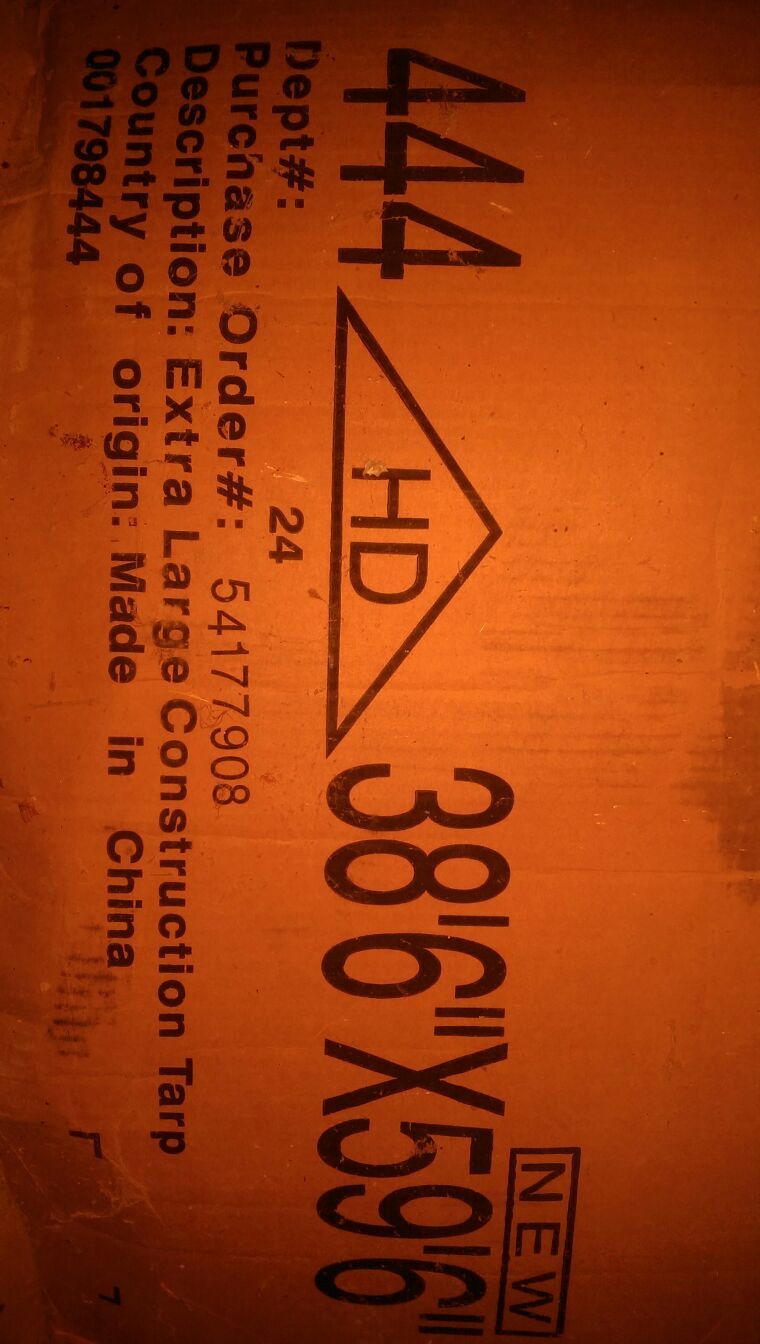 NEW
444 HD 38'6"X59'6"
Dept#: 24
Purchase Order#: 54177908
Description: Extra Large Construction Tarp
Country of origin: Made in China
001798444